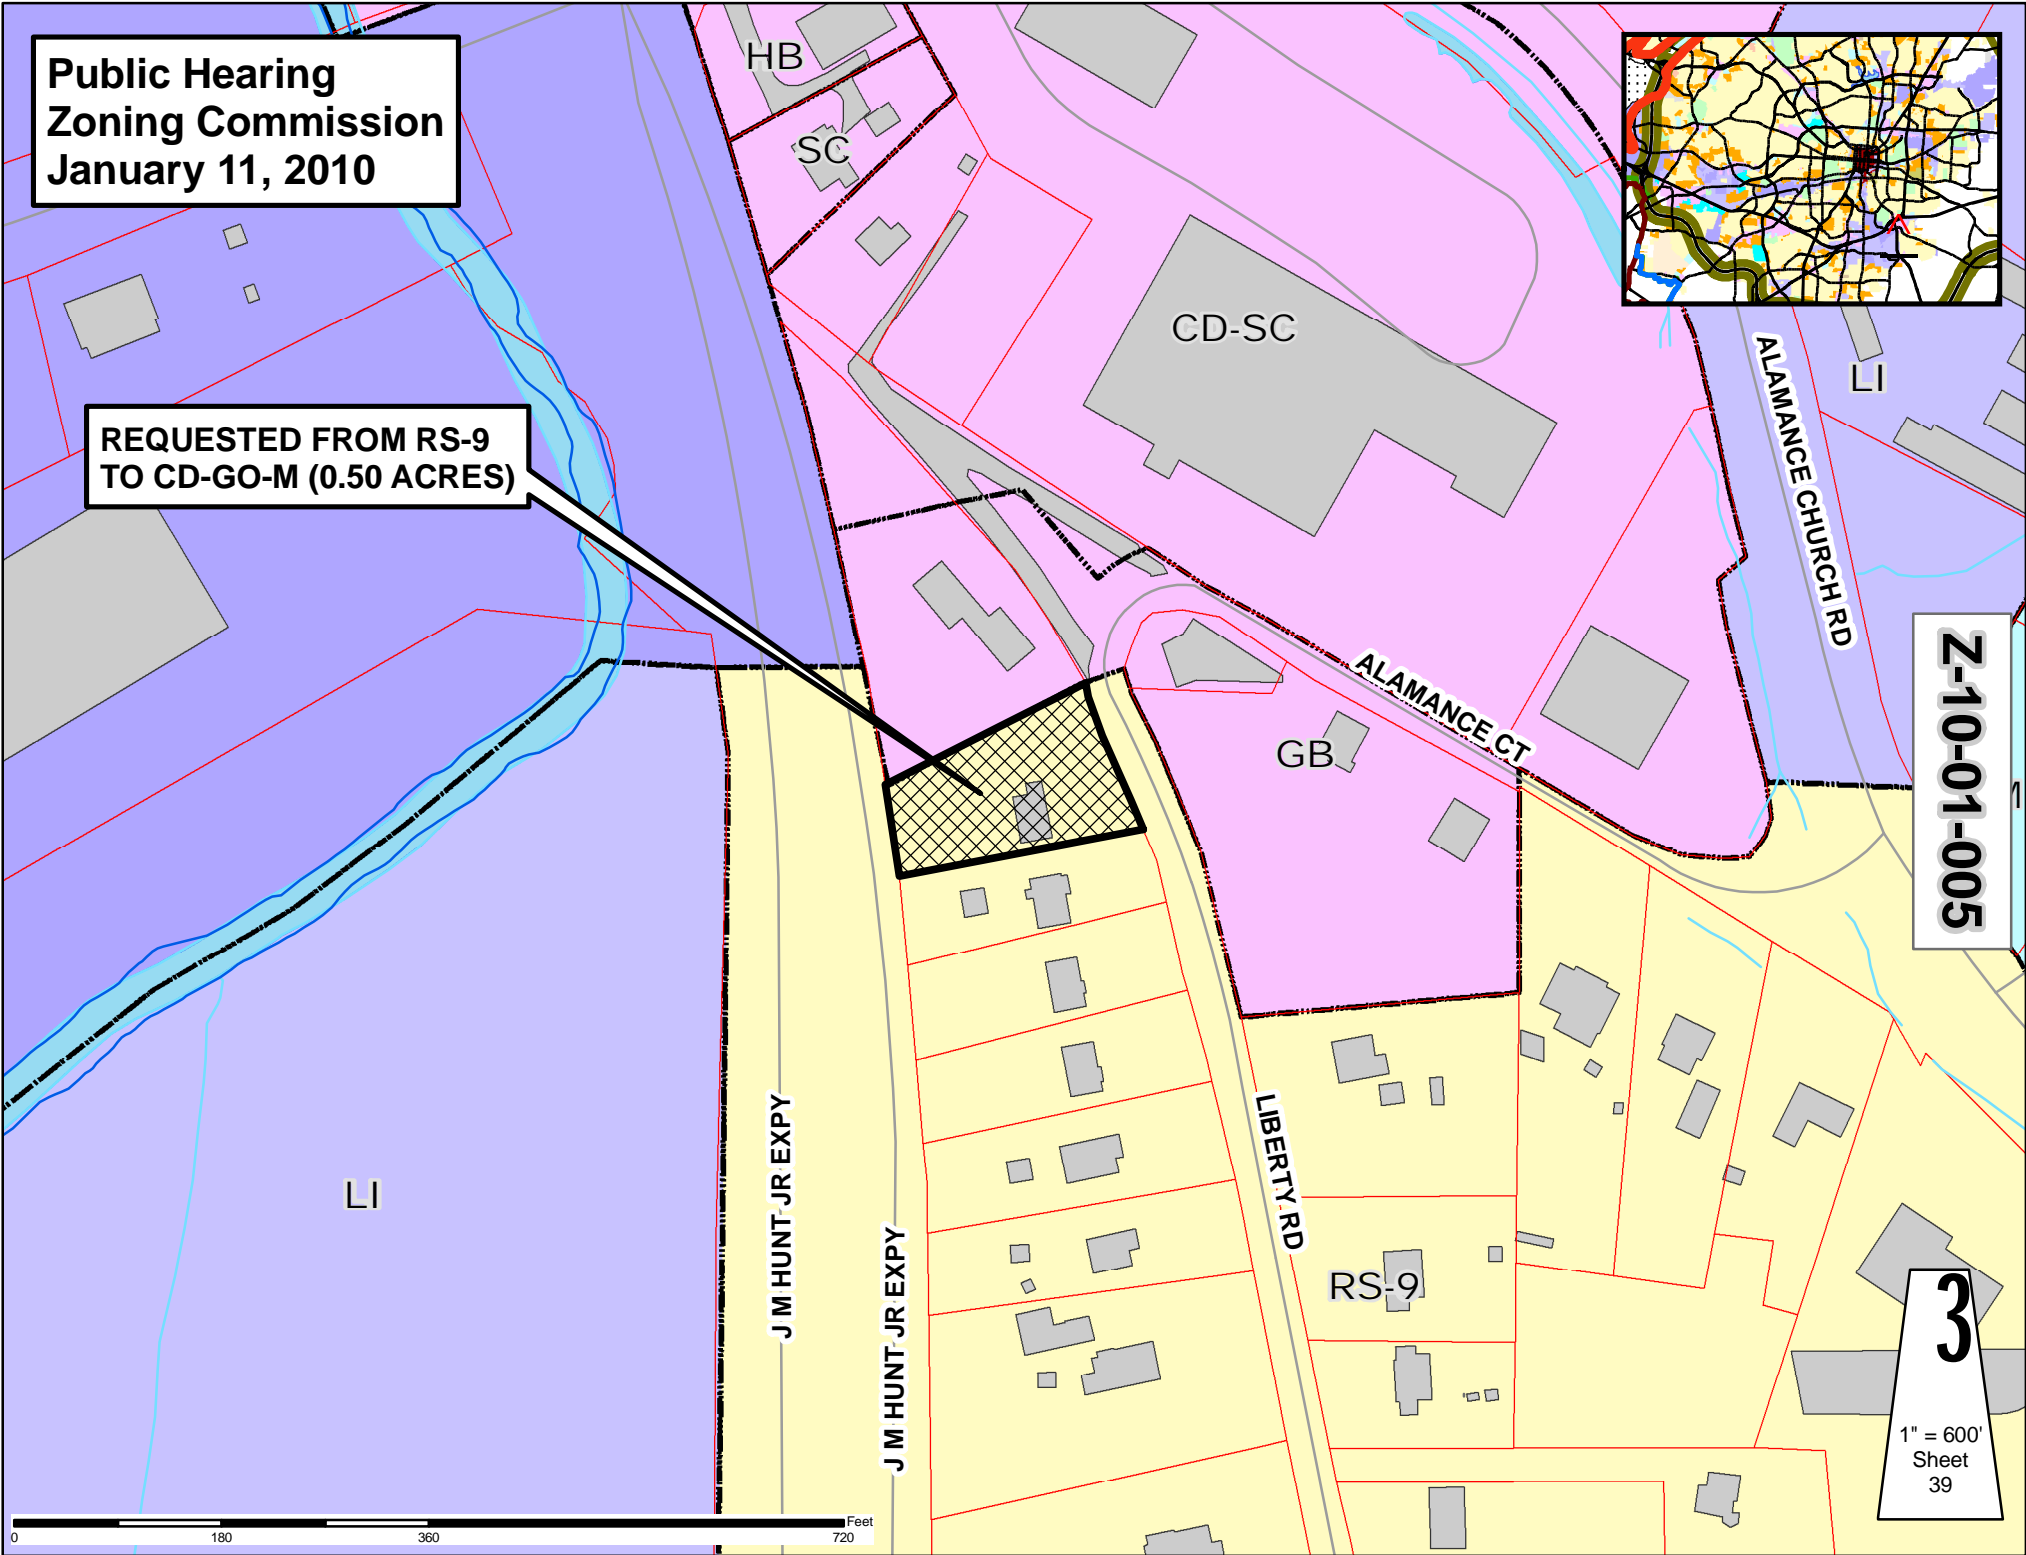 Public Hearing
Zoning Commission
January 11, 2010
HB
SC
CD-SC
LI
ALAMANCE CHURCH RD
REQUESTED FROM RS-9
TO CD-GO-M (0.50 ACRES)
Z-10-01-005
ALAMANCE CT
GB
LI
J M HUNT JR EXPY
J M HUNT JR EXPY
LIBERTY RD
RS-9
3
1" = 600'
Sheet
39
Feet
0 180 360 720